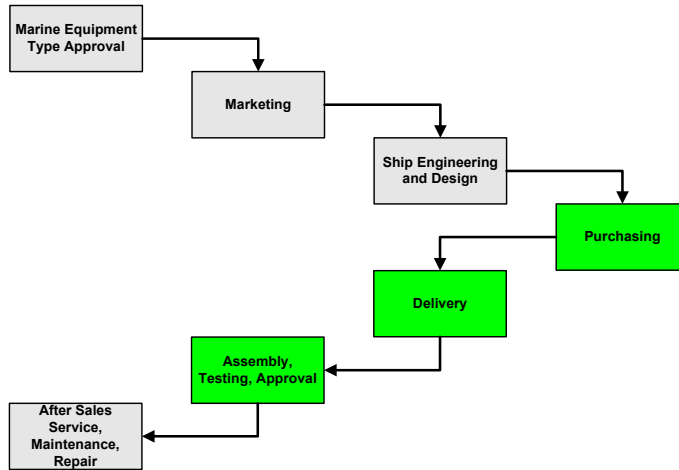 Marine Equipment
Type Approval
Marketing
Ship Engineering
and Design
Purchasing
Delivery
Assembly,
Testing, Approval
After Sales
Service,
Maintenance,
Repair